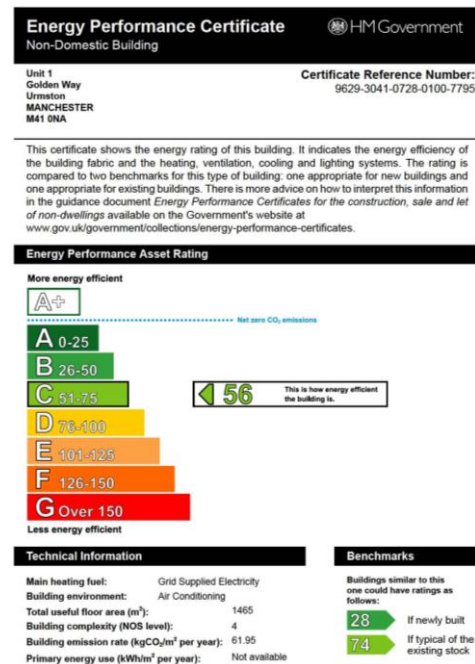 Energy Performance Certificate
HM Government
Non-Domestic Building
Unit 1
Golden Way
Urmston
MANCHESTER
M41 0NA
Certificate Reference Number:
9629-3041-0728-0100-7795
This certificate shows the energy rating of this building. It indicates the energy efficiency of
the building fabric and the heating, ventilation, cooling and lighting systems. The rating is
compared to two benchmarks for this type of building: one appropriate for new buildings and
one appropriate for existing buildings. There is more advice on how to interpret this information
in the guidance document Energy Performance Certificates for the construction, sale and let
of non-dwellings available on the Government's website at
www.gov.uk/government/collections/energy-performance-certificates.
Energy Performance Asset Rating
More energy efficient
A+
Net zero CO₂ emissions
A 0-25
B 26-50
C 51-75
56
This is how energy efficient
the building is.
D 76-100
E 101-125
F 126-150
G Over 150
Less energy efficient
Technical Information
Main heating fuel: Grid Supplied Electricity
Building environment: Air Conditioning
Total useful floor area (m²): 1465
Building complexity (NOS level): 4
Building emission rate (kgCO₂/m² per year): 61.95
Primary energy use (kWh/m² per year): Not available
Benchmarks
Buildings similar to this
one could have ratings as
follows:
28 If newly built
74 If typical of the
existing stock